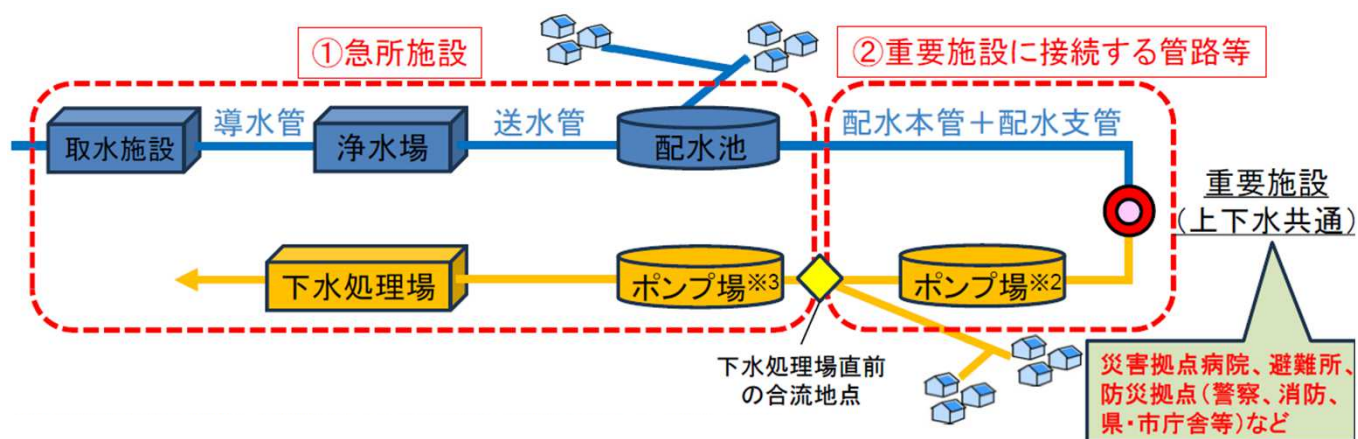 ①急所施設
②重要施設に接続する管路等
取水施設
導水管
浄水場
送水管
配水池
配水本管＋配水支管
重要施設
(上下水共通)
下水処理場
ポンプ場※3
ポンプ場※2
下水処理場直前
の合流地点
災害拠点病院、避難所、
防災拠点(警察、消防、
県・市庁舎等)など